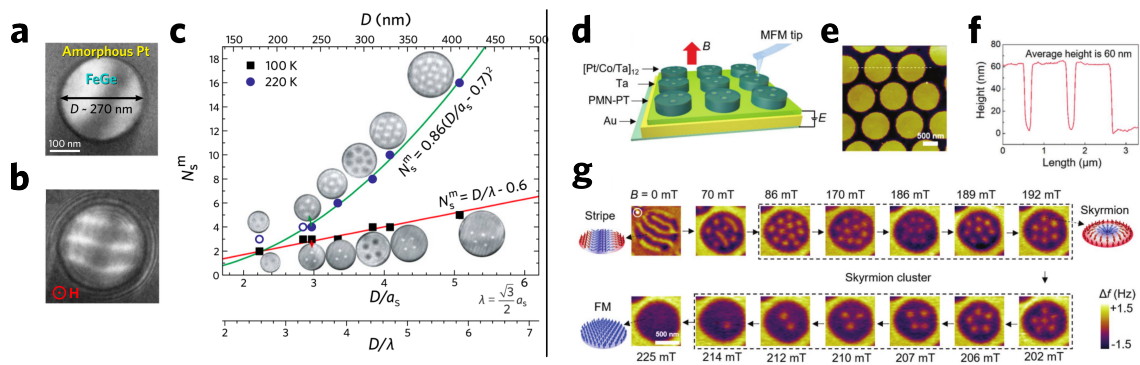 a
Amorphous Pt
FeGe
D ~ 270 nm
100 nm
b
H
c
D (nm)
130 150 200 250 300 350 400 450 500
18
16
14
12
10
8
6
4
2
0
N_s^m
100 K
220 K
N_s^m = 0.86(D/a_s - 0.7)^2
N_s^m = D/λ - 0.6
2 3 4 5 6
D/a_s
λ = √3/2 a_s
2 3 4 5 6 7
D/λ
d
B
MFM tip
[Pt/Co/Ta]12
Ta
PMN-PT
Au
E
e
500 nm
f
Average height is 60 nm
80
60
40
20
0
Height (nm)
0 1 2 3
Length (μm)
g
B = 0 mT 70 mT 86 mT 170 mT 186 mT 189 mT 192 mT
Stripe
Skyrmion
Skyrmion cluster
FM
500 nm
225 mT 214 mT 212 mT 210 mT 207 mT 206 mT 202 mT
Δf (Hz)
+1.5
-1.5